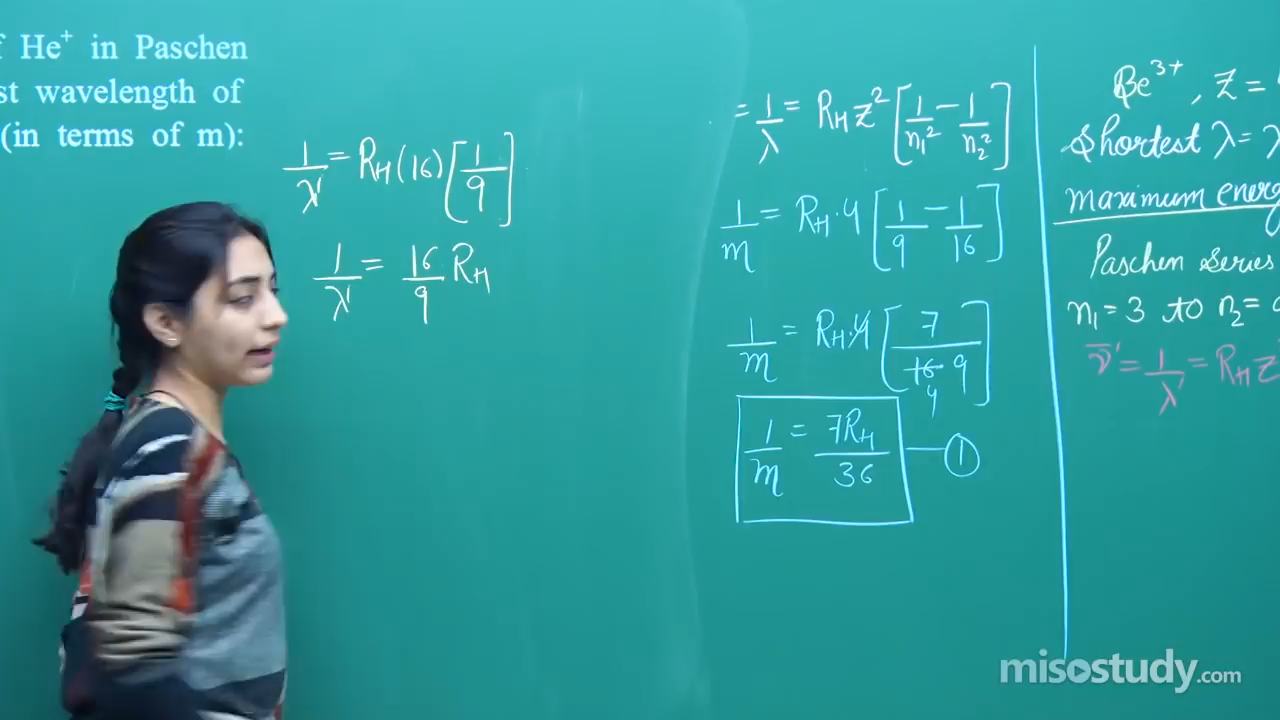 f He⁺ in Paschen
st wavelength of
(in terms of m):
1/λ' = R_H (16) [1/9]
1/λ' = 16/9 R_H
= 1/λ = R_H z² [1/n₁² - 1/n₂²]
1/m = R_H·4 [1/9 - 1/16]
1/m = R_H·4 [7/16 9]
4
1/m = 7R_H/36 — ①
Be³⁺, Z =
Shortest λ = λ
maximum energ
Paschen series
n₁ = 3 to n₂ =
ν̄' = 1/λ' = R_H z
misostudy.com